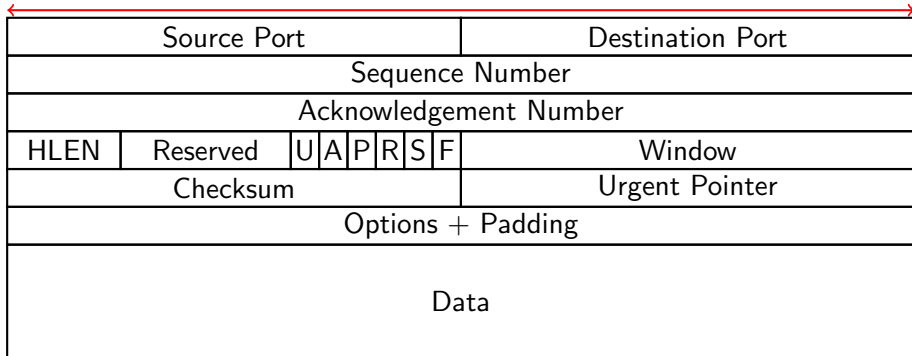 Source Port Destination Port
Sequence Number
Acknowledgement Number
HLEN Reserved U A P R S F Window
Checksum Urgent Pointer
Options + Padding
Data